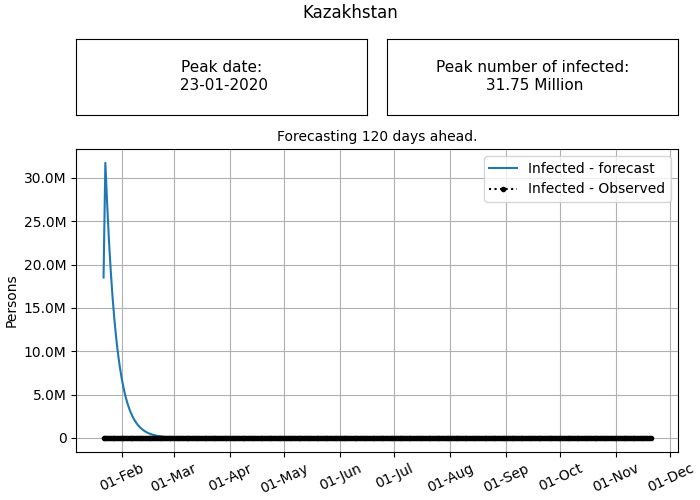 Kazakhstan
Peak date:
23-01-2020
Peak number of infected:
31.75 Million
Forecasting 120 days ahead.
Infected - forecast
Infected - Observed
Persons
30.0M
25.0M
20.0M
15.0M
10.0M
5.0M
0
01-Feb
01-Mar
01-Apr
01-May
01-Jun
01-Jul
01-Aug
01-Sep
01-Oct
01-Nov
01-Dec